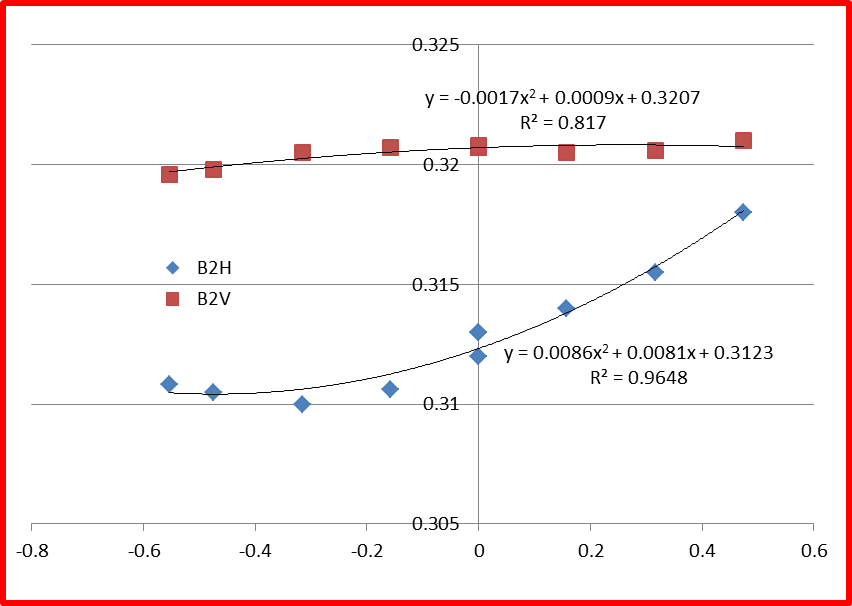 0.325
y = -0.0017x² + 0.0009x + 0.3207
R² = 0.817
0.32
B2H
0.315
B2V
y = 0.0086x² + 0.0081x + 0.3123
R² = 0.9648
0.31
0.305
-0.8 -0.6 -0.4 -0.2 0 0.2 0.4 0.6